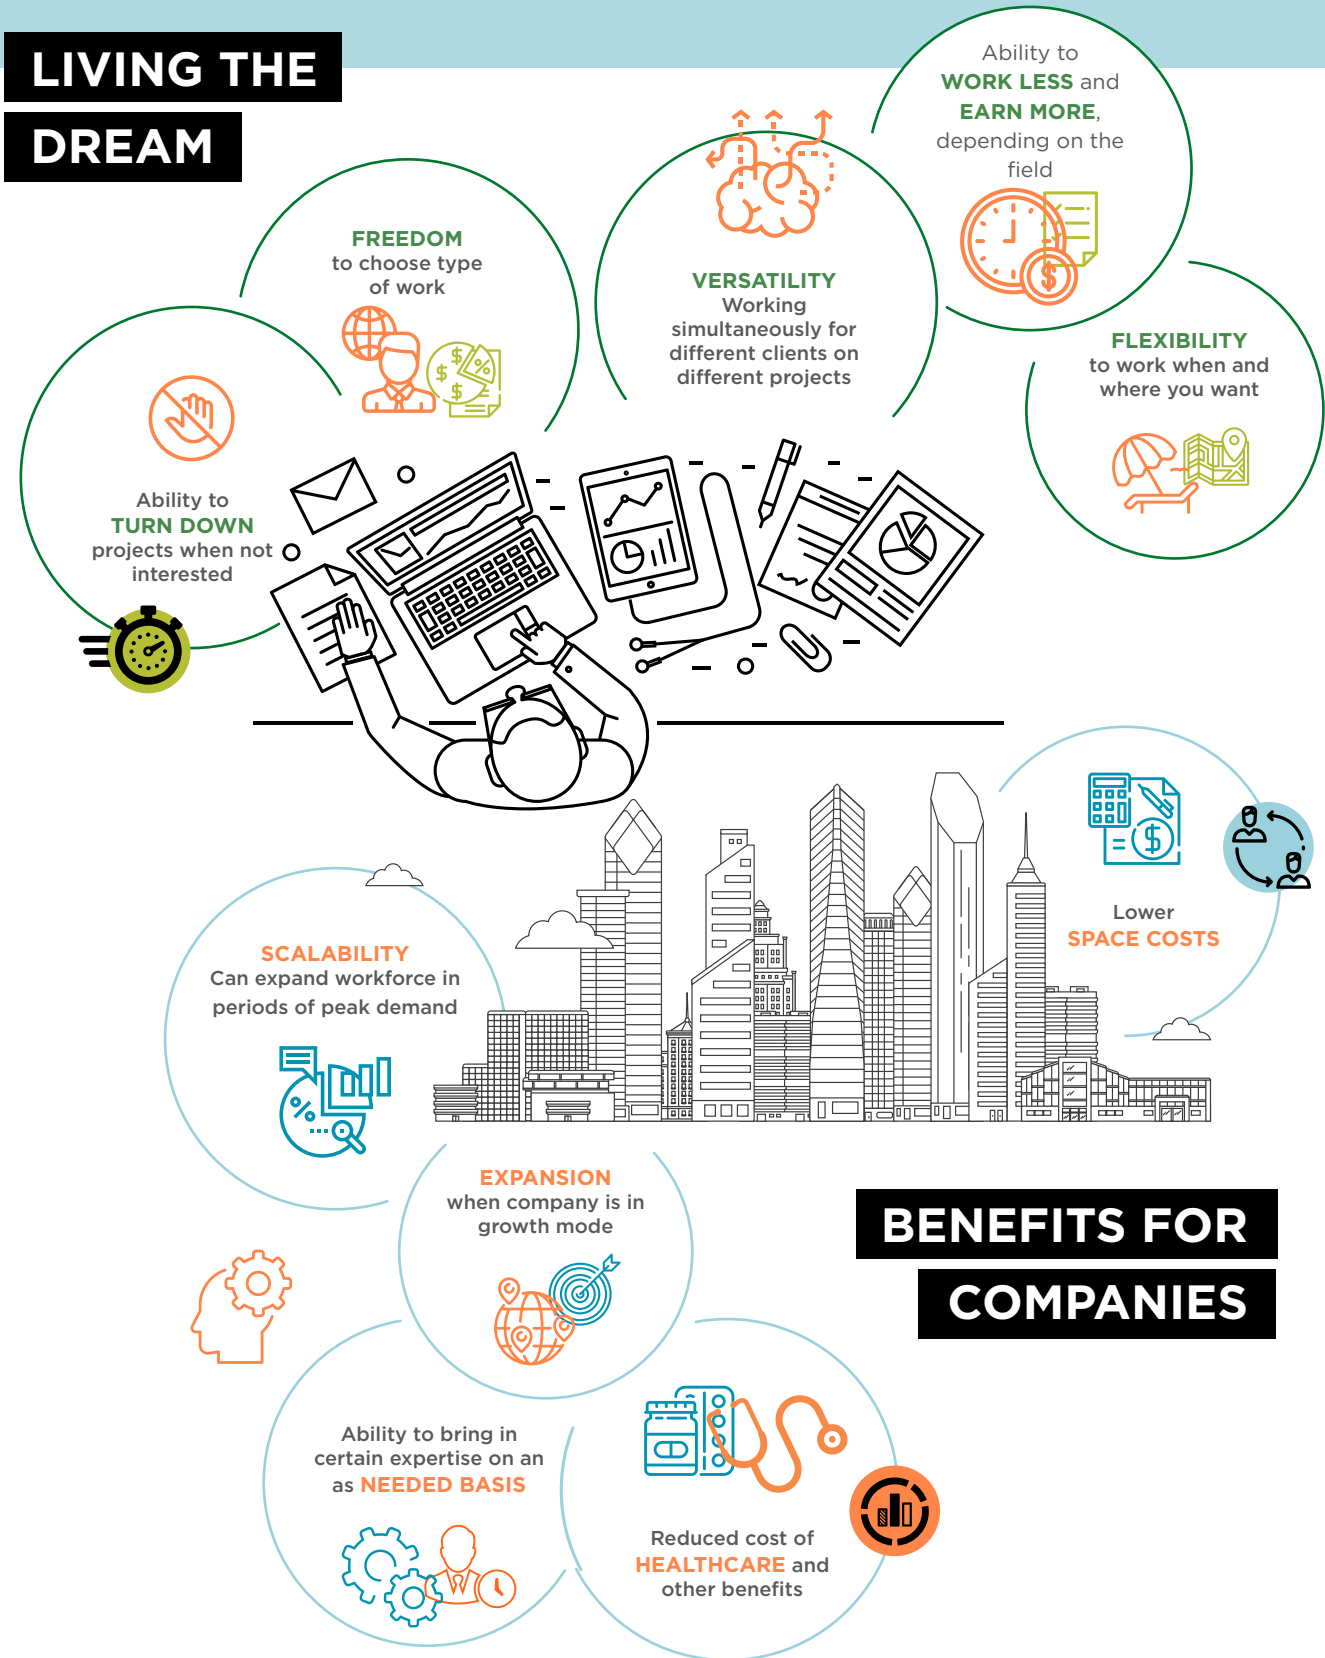 LIVING THE
DREAM
Ability to
WORK LESS and
EARN MORE,
depending on the
field
FREEDOM
to choose type
of work
VERSATILITY
Working
simultaneously for
different clients on
different projects
FLEXIBILITY
to work when and
where you want
Ability to
TURN DOWN
projects when not
interested
Lower
SPACE COSTS
SCALABILITY
Can expand workforce in
periods of peak demand
EXPANSION
when company is in
growth mode
BENEFITS FOR
COMPANIES
Ability to bring in
certain expertise on an
as NEEDED BASIS
Reduced cost of
HEALTHCARE and
other benefits